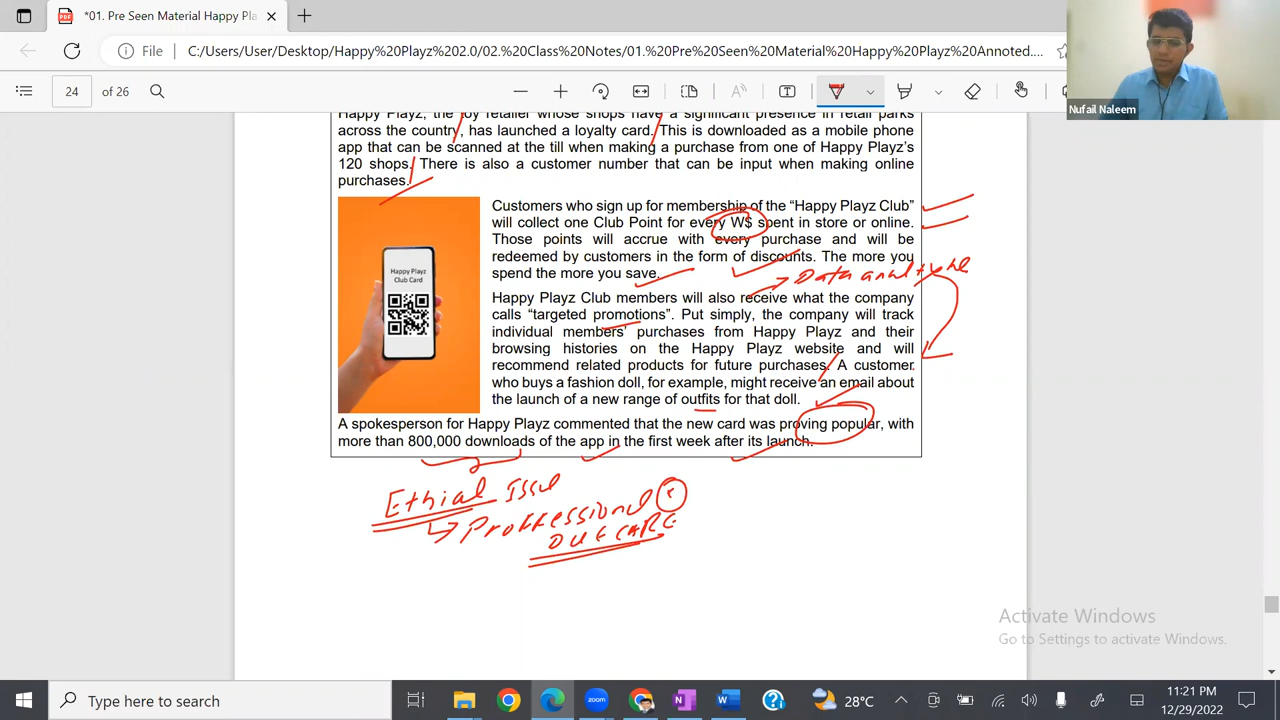 *01. Pre Seen Material Happy Pla
File
C:/Users/User/Desktop/Happy%20Playz%202.0/02.%20Class%20Notes/01.%20Pre%20Seen%20Material%20Happy%20Playz%20Annoted....
24 of 26
Nufail Naleem
Happy Playz, the toy retailer whose shops have a significant presence in retail parks
across the country, has launched a loyalty card. This is downloaded as a mobile phone
app that can be scanned at the till when making a purchase from one of Happy Playz's
120 shops. There is also a customer number that can be input when making online
purchases.
Customers who sign up for membership of the "Happy Playz Club"
will collect one Club Point for every W$ spent in store or online.
Those points will accrue with every purchase and will be
redeemed by customers in the form of discounts. The more you
spend the more you save.
Data
Happy Playz Club members will also receive what the company
calls "targeted promotions". Put simply, the company will track
individual members' purchases from Happy Playz and their
browsing histories on the Happy Playz website and will
recommend related products for future purchases. A customer
who buys a fashion doll, for example, might receive an email about
the launch of a new range of outfits for that doll.
Happy Playz
Club Card
A spokesperson for Happy Playz commented that the new card was proving popular, with
more than 800,000 downloads of the app in the first week after its launch.
Ethial Issu
Proffessional
DUE CARE
Activate Windows
Go to Settings to activate Windows.
Type here to search
zoom
28°C
11:21 PM
12/29/2022